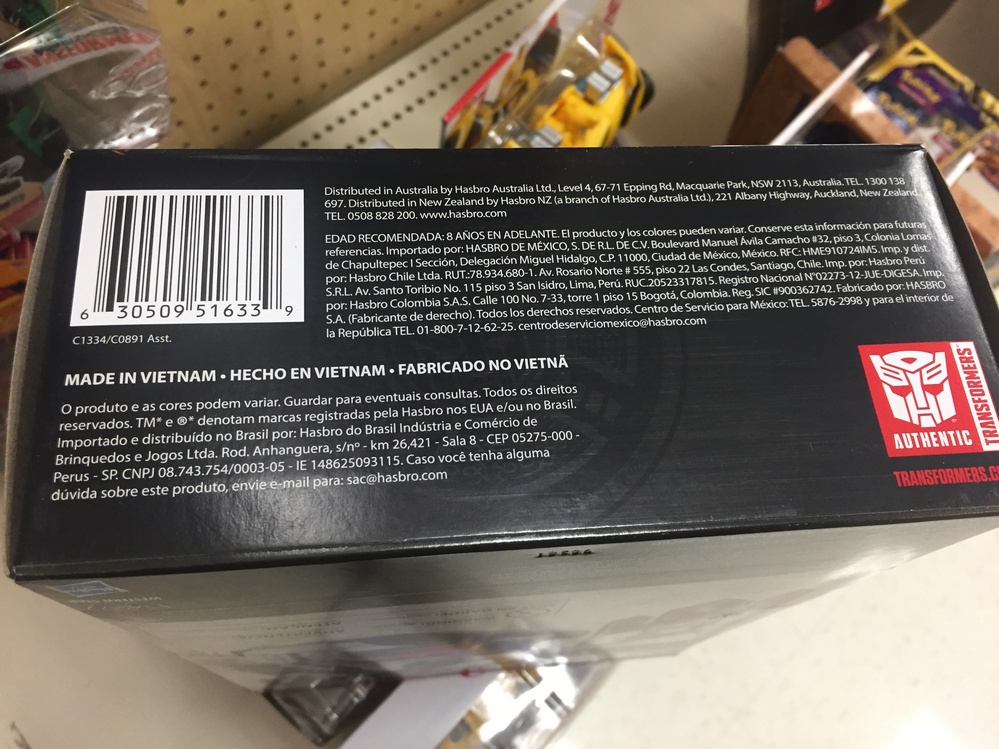 Distributed in Australia by Hasbro Australia Ltd., Level 4, 67-71 Epping Rd, Macquarie Park, NSW 2113, Australia. TEL. 1300 138
697. Distributed in New Zealand by Hasbro NZ (a branch of Hasbro Australia Ltd.), 221 Albany Highway, Auckland, New Zealand.
TEL. 0508 828 200. www.hasbro.com
EDAD RECOMENDADA: 8 AÑOS EN ADELANTE. El producto y los colores pueden variar. Conserve esta información para futuras
referencias. Importado por: HASBRO DE MÉXICO, S. DE R.L. DE C.V. Boulevard Manuel Ávila Camacho #32, piso 3, Colonia Lomas
de Chapultepec I Sección, Delegación Miguel Hidalgo, C.P. 11000, Ciudad de México, México. RFC: HME910724IM5. Imp. y dist.
por: Hasbro Chile Ltda. RUT.:78.934.680-1. Av. Rosario Norte # 555, piso 22 Las Condes, Santiago, Chile. Imp. por: Hasbro Perú
S.R.L. Av. Santo Toribio No. 115 piso 3 San Isidro, Lima, Perú. RUC.20523317815. Registro Nacional Nº02273-12-JUE-DIGESA. Imp.
por: Hasbro Colombia S.A.S, Calle 100 No. 7-33, torre 1 piso 15 Bogotá, Colombia. Reg. SIC #900362742. Fabricado por: HASBRO
S.A. (Fabricante de derecho). Todos los derechos reservados. Centro de Servicio para México: TEL. 5876-2998 y para el interior de
la República TEL. 01-800-7-12-62-25. centrodeserviciomexico@hasbro.com
6 30509 51633 9
C1334/C0891 Asst.
MADE IN VIETNAM • HECHO EN VIETNAM • FABRICADO NO VIETNÃ
O produto e as cores podem variar. Guardar para eventuais consultas. Todos os direitos
reservados. TM* e ®* denotam marcas registradas pela Hasbro nos EUA e/ou no Brasil.
Importado e distribuído no Brasil por: Hasbro do Brasil Indústria e Comércio de
Brinquedos e Jogos Ltda. Rod. Anhanguera, s/nº - km 26,421 - Sala 8 - CEP 05275-000 -
Perus - SP. CNPJ 08.743.754/0003-05 - IE 148625093115. Caso você tenha alguma
dúvida sobre este produto, envie e-mail para: sac@hasbro.com
AUTHENTIC
TRANSFORMERS
TRANSFORMERS.C